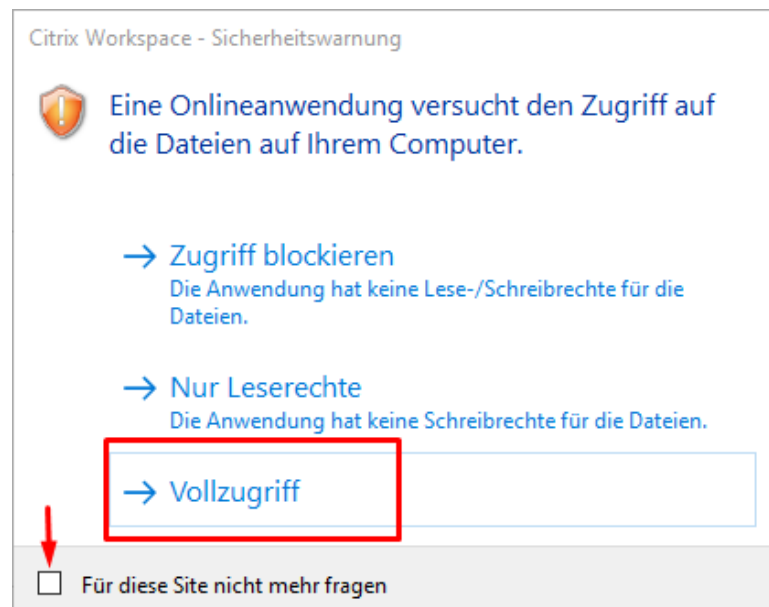 Citrix Workspace - Sicherheitswarnung
Eine Onlineanwendung versucht den Zugriff auf
die Dateien auf Ihrem Computer.
Zugriff blockieren
Die Anwendung hat keine Lese-/Schreibrechte für die
Dateien.
Nur Leserechte
Die Anwendung hat keine Schreibrechte für die Dateien.
Vollzugriff
Für diese Site nicht mehr fragen